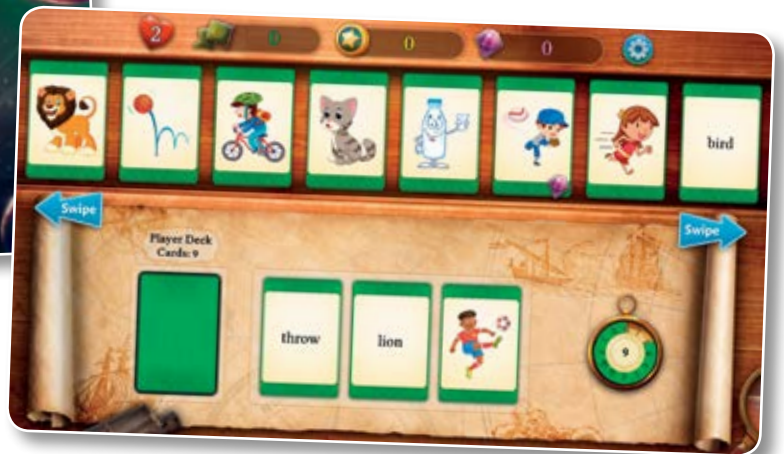 2
0
0
0
bird
Swipe
Swipe
Player Deck
Cards: 9
throw
lion
9